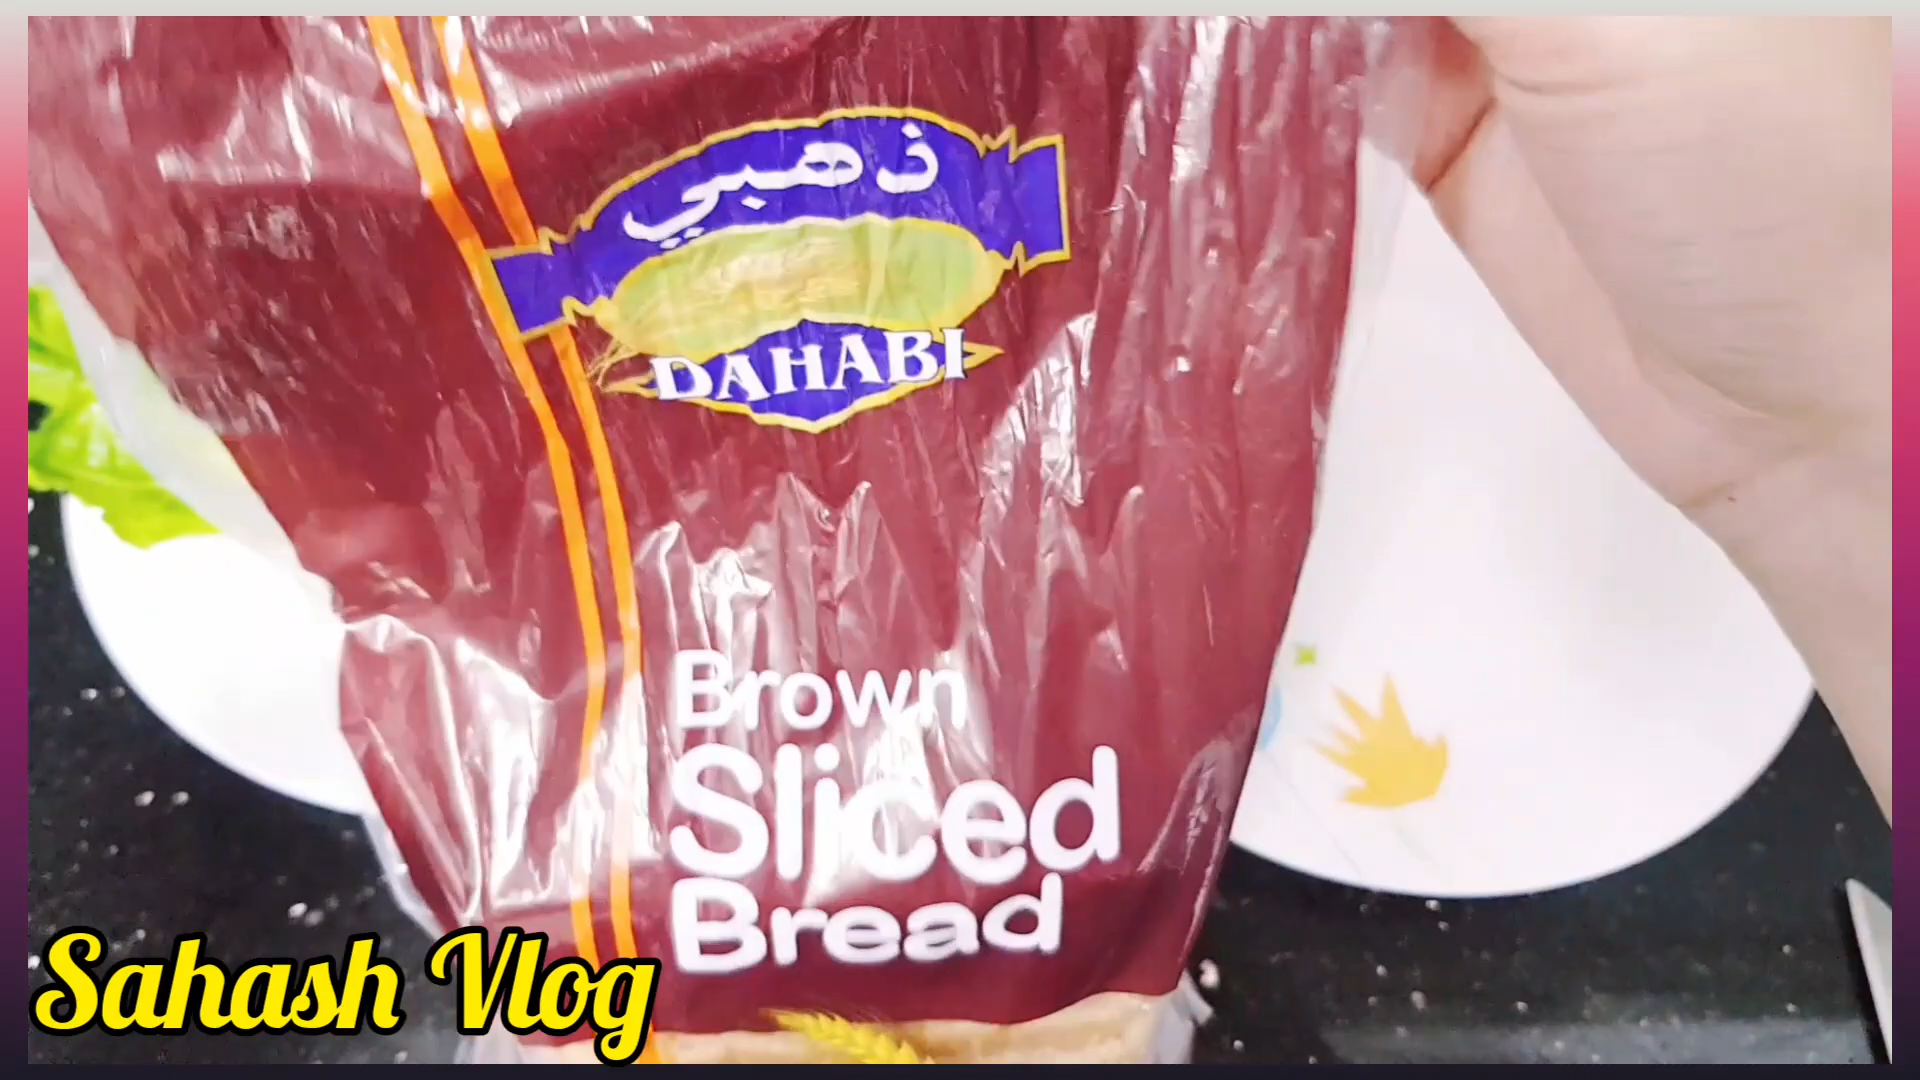 ذهبي
DAHABI
Brown
Sliced
Bread
Sahash Vlog